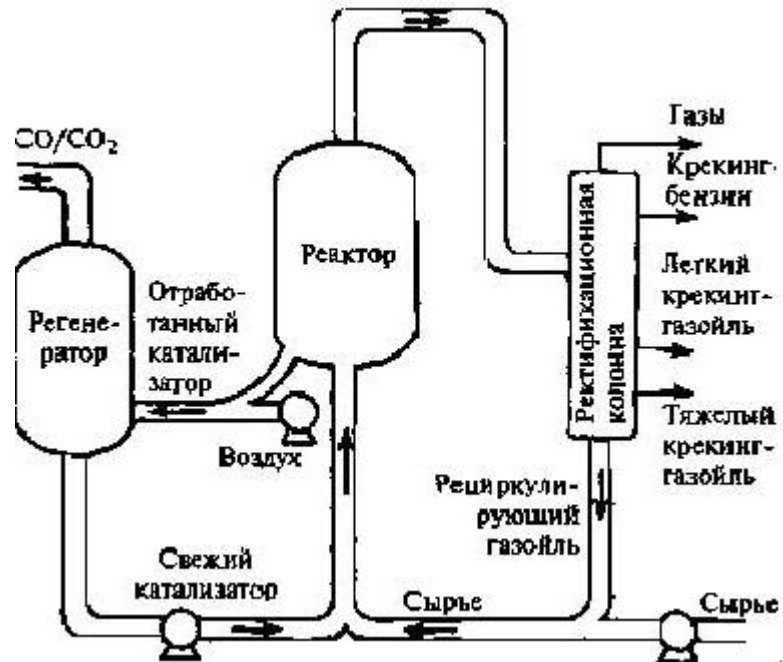 CO/CO₂
Регене-
ратор
Отрабо-
танный
катали-
затор
Воздух
Свежий
катализатор
Реактор
Ректификационная
колонна
Газы
Крекинг-
бензин
Легкий
крекинг-
газойль
Тяжелый
крекинг-
газойль
Рециркули-
рующий
газойль
Сырье
Сырье